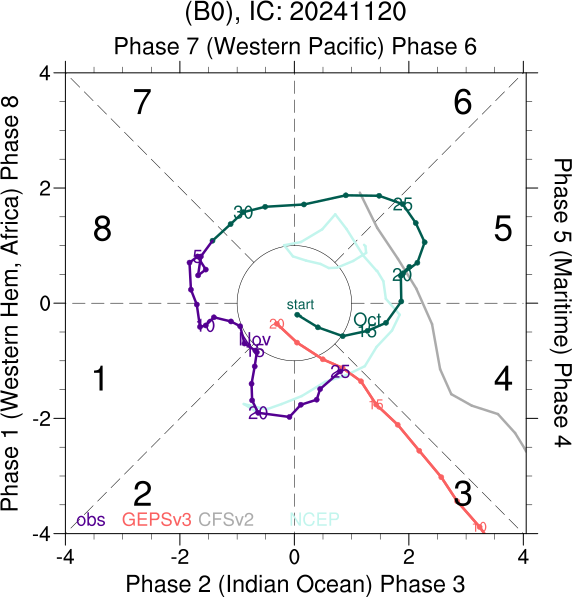 (B0), IC: 20241120
Phase 7 (Western Pacific) Phase 6
Phase 1 (Western Hem, Africa) Phase 8
Phase 5 (Maritime) Phase 4
4
2
0
-2
-4
7
6
8
5
1
4
2
3
30
25
5
20
start
Oct
15
10
Nov
15
20
25
20
15
10
obs
GEPSv3
CFSv2
NCEP
-4
-2
0
2
4
Phase 2 (Indian Ocean) Phase 3